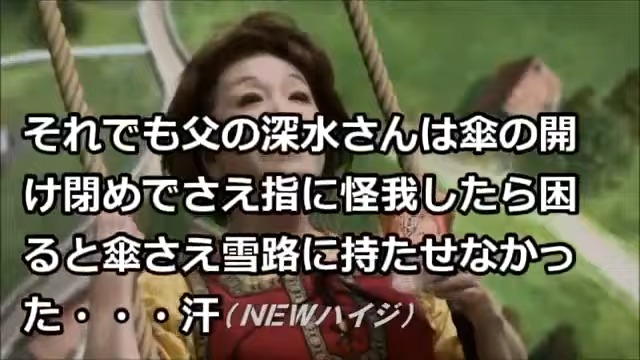 それでも父の深水さんは傘の開
け閉めでさえ指に怪我したら困
ると傘さえ雪路に持たせなかっ
た・・・汗(NEWハイジ)